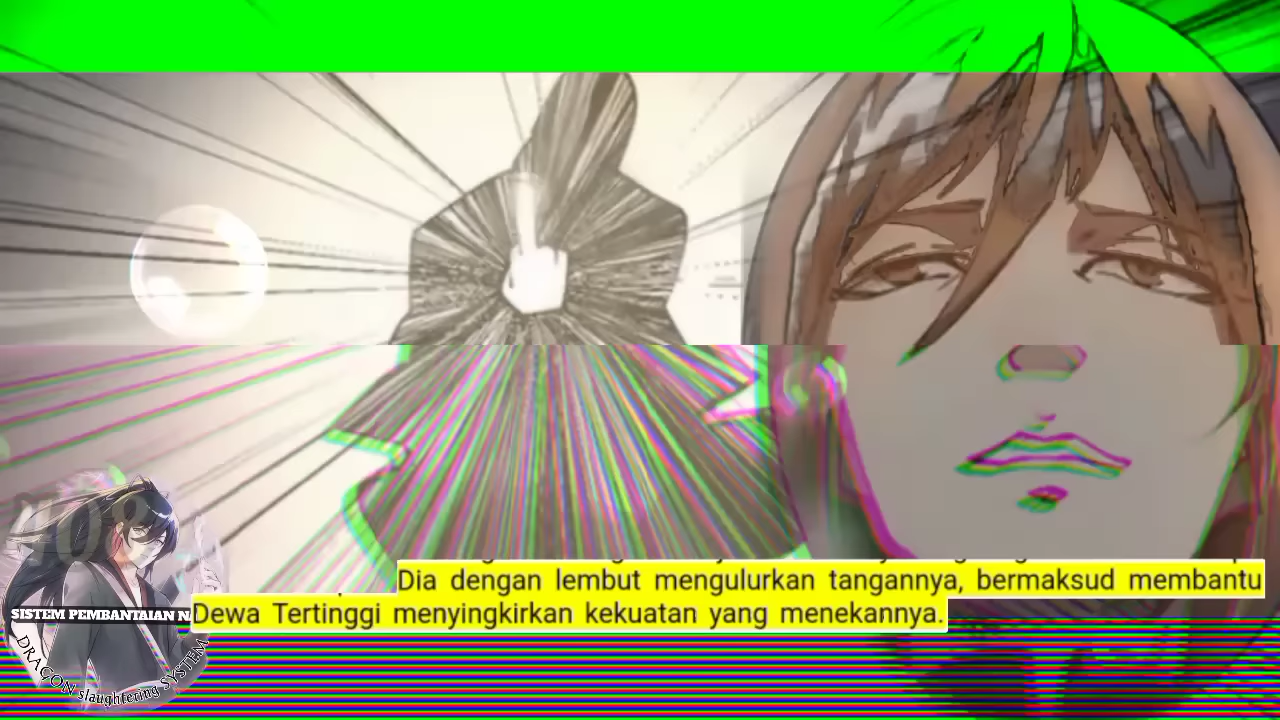 Dia dengan lembut mengulurkan tangannya, bermaksud membantu
Dewa Tertinggi menyingkirkan kekuatan yang menekannya.
SISTEM PEMBANTAIAN
DRAGON slaughtering SYSTEM